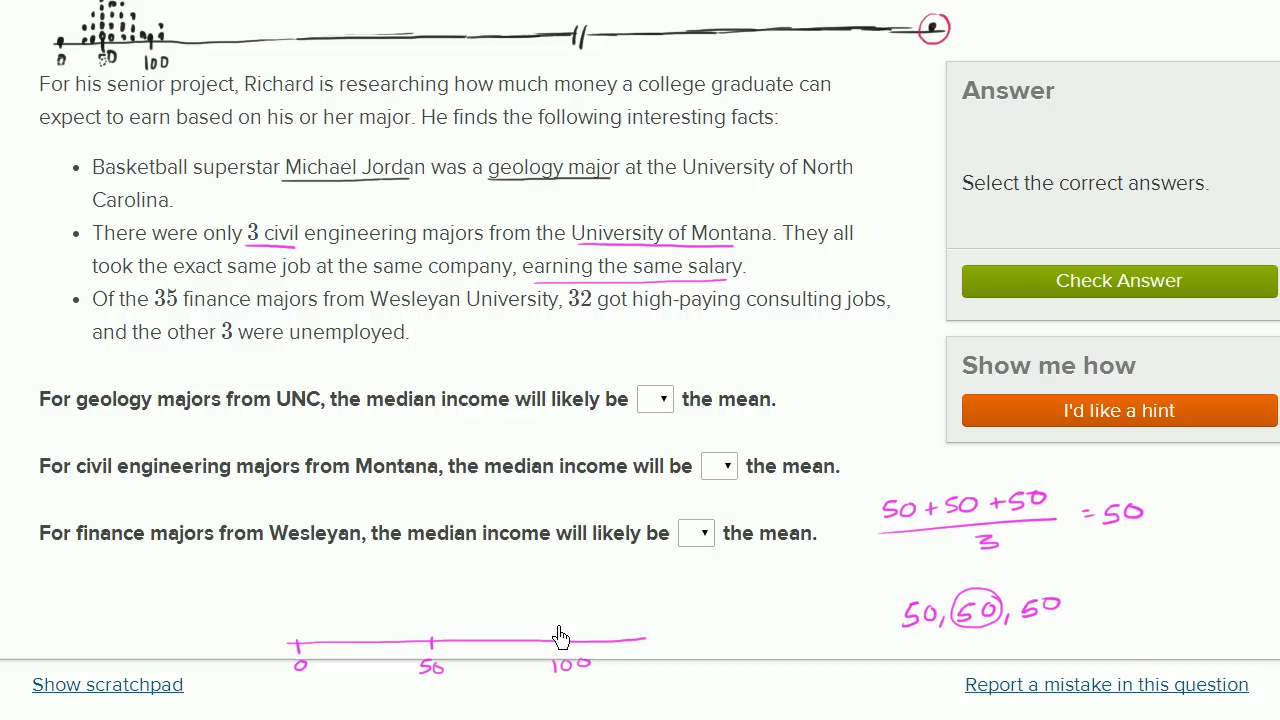 0 50 100
For his senior project, Richard is researching how much money a college graduate can
expect to earn based on his or her major. He finds the following interesting facts:
• Basketball superstar Michael Jordan was a geology major at the University of North
Carolina.
• There were only 3 civil engineering majors from the University of Montana. They all
took the exact same job at the same company, earning the same salary.
• Of the 35 finance majors from Wesleyan University, 32 got high-paying consulting jobs,
and the other 3 were unemployed.
For geology majors from UNC, the median income will likely be the mean.
For civil engineering majors from Montana, the median income will be the mean.
For finance majors from Wesleyan, the median income will likely be the mean.
0 50 100
Show scratchpad
Answer
Select the correct answers.
Check Answer
Show me how
I'd like a hint
50 + 50 + 50
3
= 50
50, 50, 50
Report a mistake in this question